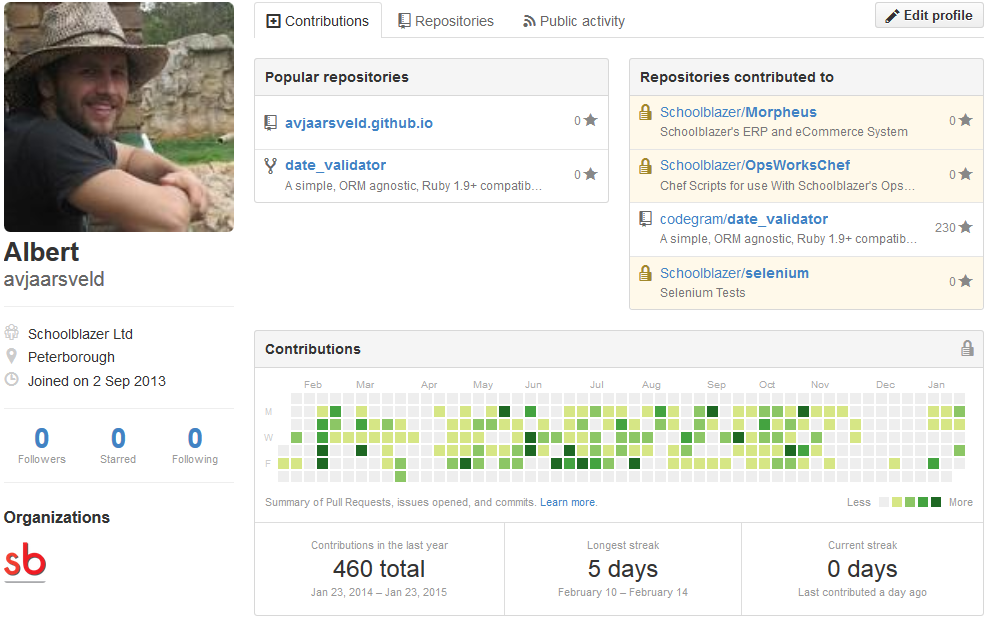 Contributions
Repositories
Public activity
Edit profile
Albert
avjaarsveld
Schoolblazer Ltd
Peterborough
Joined on 2 Sep 2013
0 0 0
Followers Starred Following
Organizations
sb
Popular repositories
avjaarsveld.github.io
0
date_validator
A simple, ORM agnostic, Ruby 1.9+ compatib...
0
Repositories contributed to
Schoolblazer/Morpheus
Schoolblazer's ERP and eCommerce System
0
Schoolblazer/OpsWorksChef
Chef Scripts for use With Schoolblazer's Ops...
0
codegram/date_validator
A simple, ORM agnostic, Ruby 1.9+ compatib...
230
Schoolblazer/selenium
Selenium Tests
0
Contributions
Feb Mar Apr May Jun Jul Aug Sep Oct Nov Dec Jan
M
W
F
Summary of Pull Requests, issues opened, and commits. Learn more.
Less More
Contributions in the last year
460 total
Jan 23, 2014 – Jan 23, 2015
Longest streak
5 days
February 10 – February 14
Current streak
0 days
Last contributed a day ago